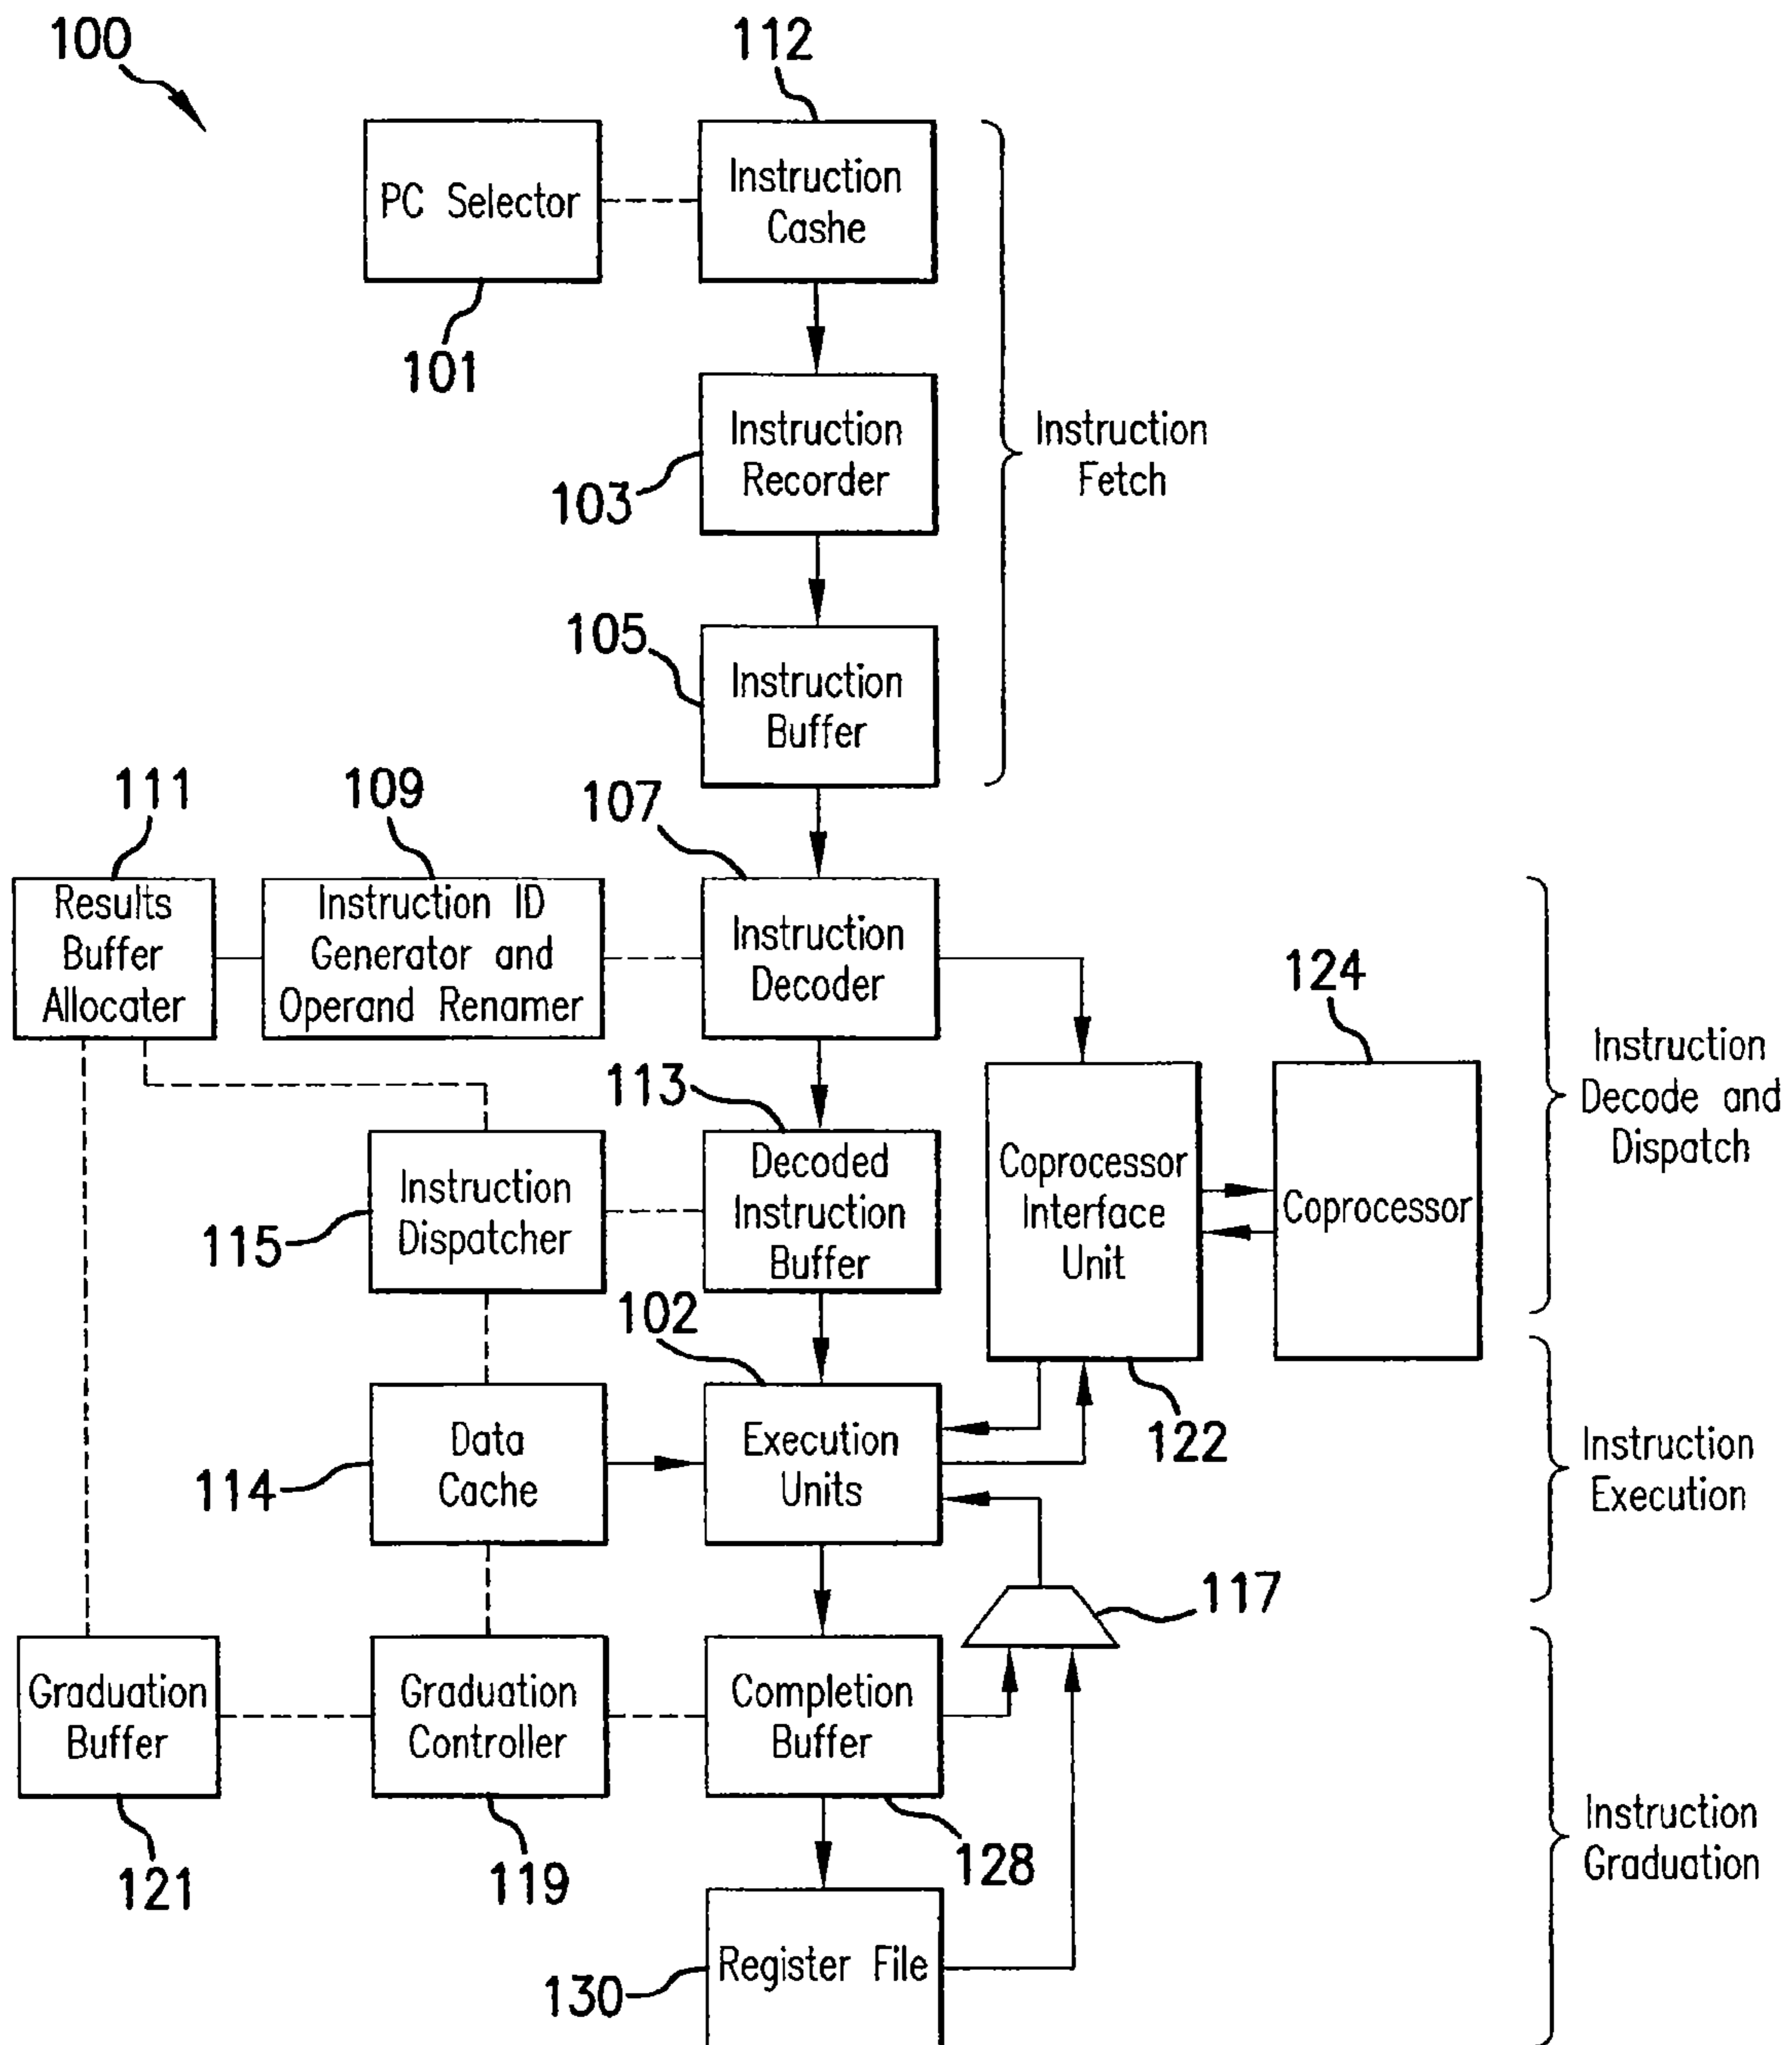 100
112
PC Selector
Instruction
Cashe
101
Instruction
Recorder
103
Instruction
Fetch
105
Instruction
Buffer
111
109
107
Results
Buffer
Allocater
Instruction ID
Generator and
Operand Renamer
Instruction
Decoder
124
Instruction
Decode and
Dispatch
113
115
Instruction
Dispatcher
Decoded
Instruction
Buffer
Coprocessor
Interface
Unit
Coprocessor
102
122
114
Data
Cache
Execution
Units
Instruction
Execution
117
Graduation
Buffer
Graduation
Controller
Completion
Buffer
121
119
128
Instruction
Graduation
130
Register File